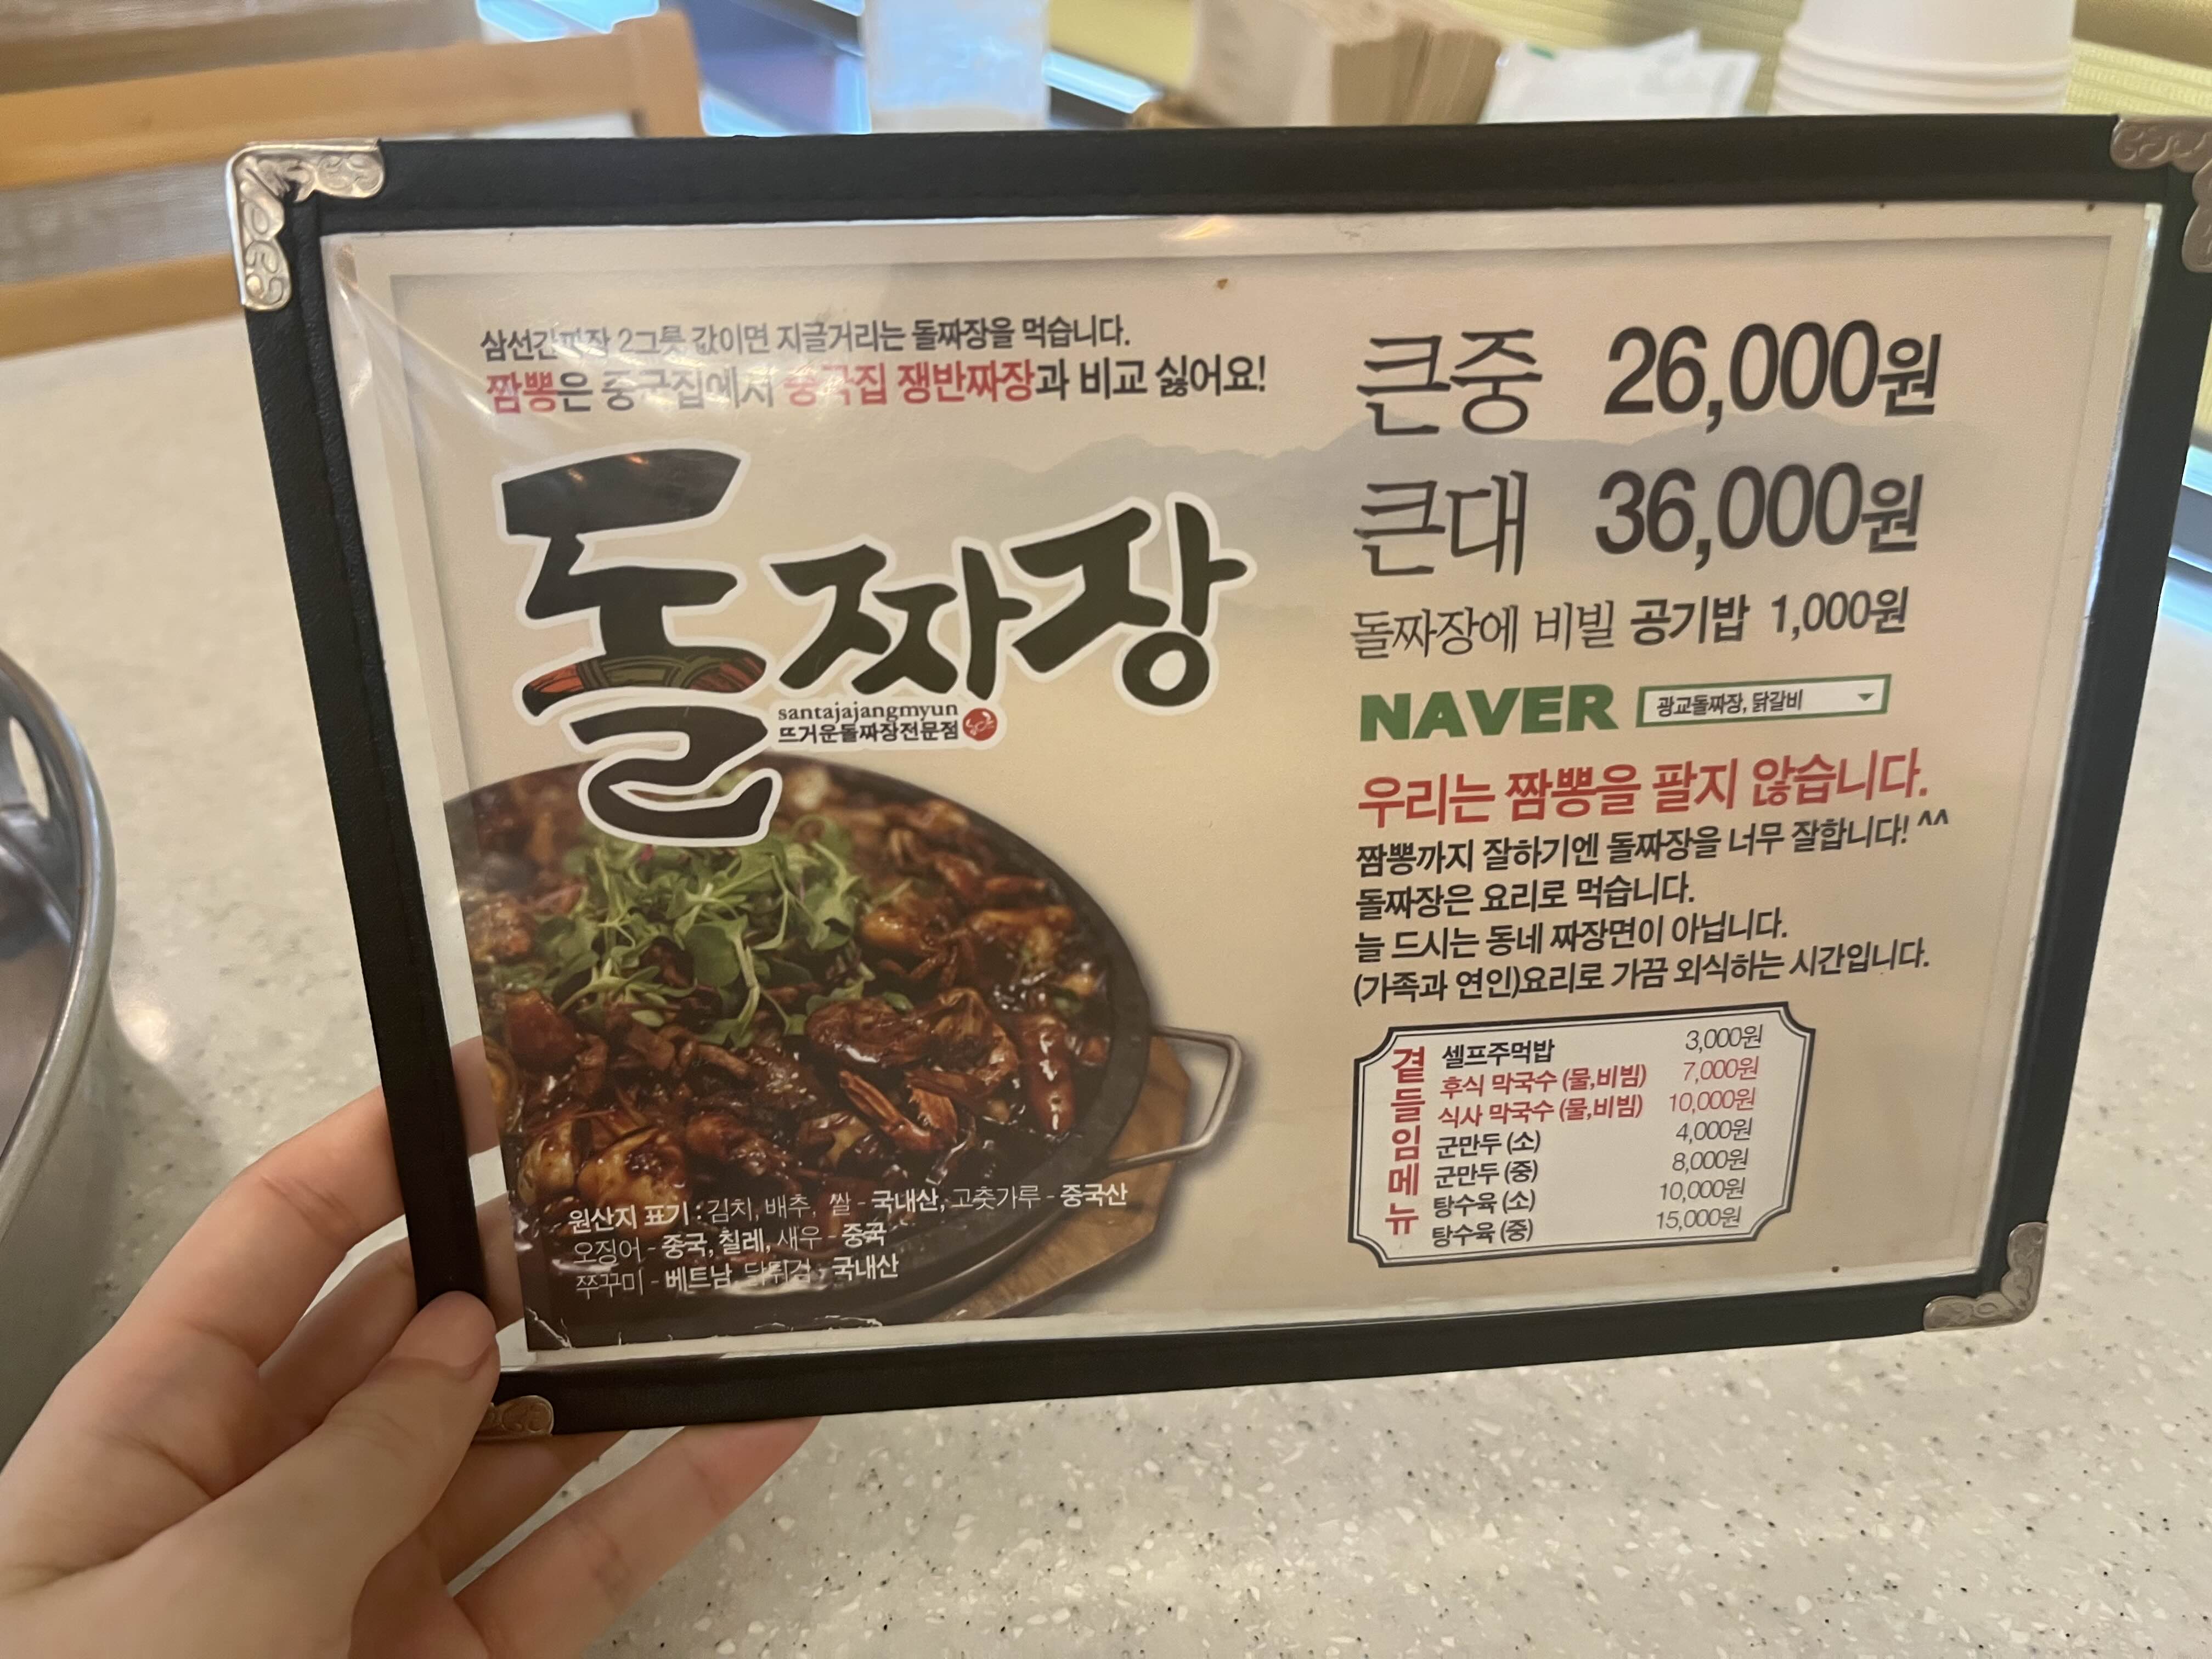 삼선간짜장 2그릇 값이면 지글거리는 돌짜장을 먹습니다.
짬뽕은 중국집에서 중국집 쟁반짜장과 비교 싫어요!
돌짜장
santajajangmyun
뜨거운돌짜장전문점
큰중 26,000원
큰대 36,000원
돌짜장에 비빌 공기밥 1,000원
NAVER 광교돌짜장, 닭갈비
우리는 짬뽕을 팔지 않습니다.
짬뽕까지 잘하기엔 돌짜장을 너무 잘합니다! ^^
돌짜장은 요리로 먹습니다.
늘 드시는 동네 짜장면이 아닙니다.
(가족과 연인)요리로 가끔 외식하는 시간입니다.
곁들임메뉴
셀프주먹밥 3,000원
후식 막국수 (물,비빔) 7,000원
식사 막국수 (물,비빔) 10,000원
군만두 (소) 4,000원
군만두 (중) 8,000원
탕수육 (소) 10,000원
탕수육 (중) 15,000원
원산지 표기 : 김치, 배추, 쌀 - 국내산, 고춧가루 - 중국산
오징어 - 중국, 칠레, 새우 - 중국
쭈꾸미 - 베트남, 닭튀김 - 국내산